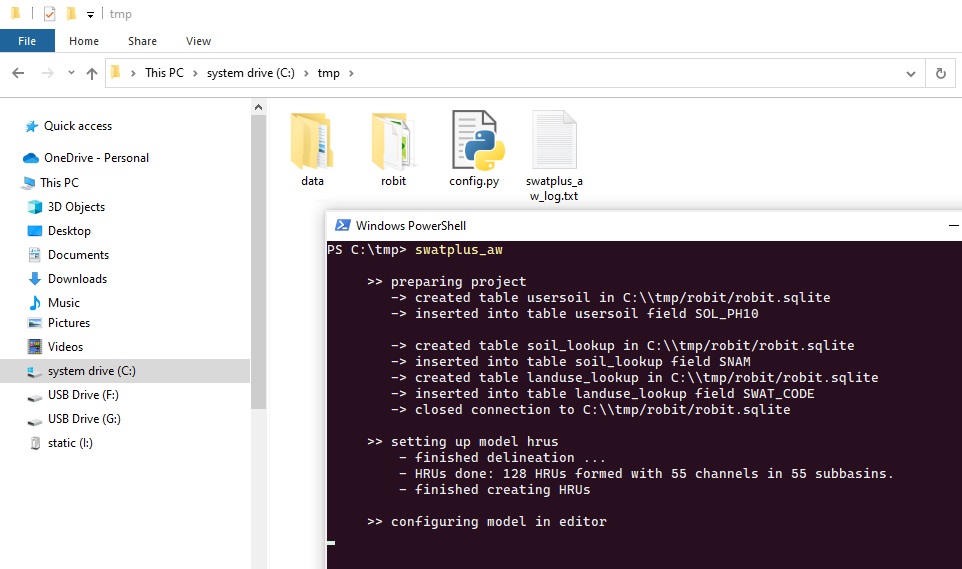 tmp
File Home Share View
This PC system drive (C:) tmp
Quick access
OneDrive - Personal
This PC
3D Objects
Desktop
Documents
Downloads
Music
Pictures
Videos
system drive (C:)
USB Drive (F:)
USB Drive (G:)
static (I:)
data
robit
config.py
swatplus_a
w_log.txt
Windows PowerShell
PS C:\tmp> swatplus_aw
>> preparing project
-> created table usersoil in C:\\tmp/robit/robit.sqlite
-> inserted into table usersoil field SOL_PH10
-> created table soil_lookup in C:\\tmp/robit/robit.sqlite
-> inserted into table soil_lookup field SNAM
-> created table landuse_lookup in C:\\tmp/robit/robit.sqlite
-> inserted into table landuse_lookup field SWAT_CODE
-> closed connection to C:\\tmp/robit/robit.sqlite
>> setting up model hrus
- finished delineation ...
- HRUs done: 128 HRUs formed with 55 channels in 55 subbasins.
- finished creating HRUs
>> configuring model in editor